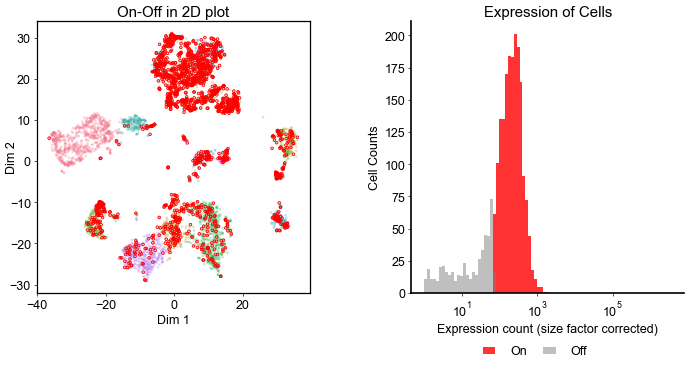 On-Off in 2D plot
30
20
10
0
−10
−20
−30
−40
−20
0
20
Dim 2
Dim 1
Expression of Cells
200
175
150
125
100
75
50
25
0
10^1
10^3
10^5
Cell Counts
Expression count (size factor corrected)
On
Off